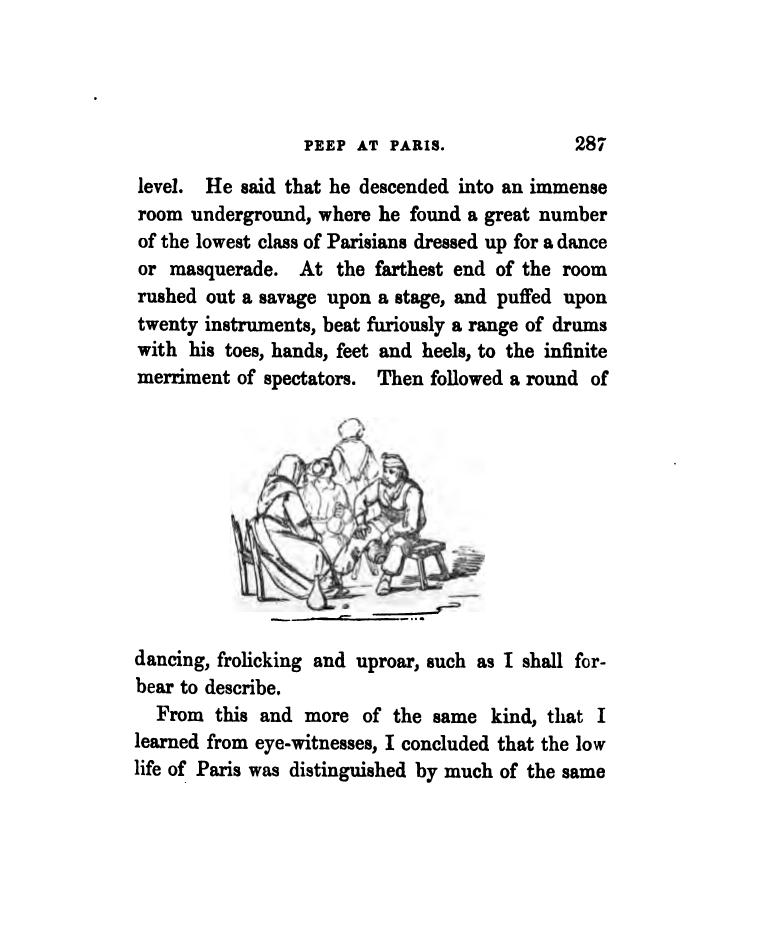 PEEP AT PARIS. 287
level. He said that he descended into an immense
room underground, where he found a great number
of the lowest class of Parisians dressed up for a dance
or masquerade. At the farthest end of the room
rushed out a savage upon a stage, and puffed upon
twenty instruments, beat furiously a range of drums
with his toes, hands, feet and heels, to the infinite
merriment of spectators. Then followed a round of
dancing, frolicking and uproar, such as I shall for-
bear to describe.
From this and more of the same kind, that I
learned from eye-witnesses, I concluded that the low
life of Paris was distinguished by much of the same